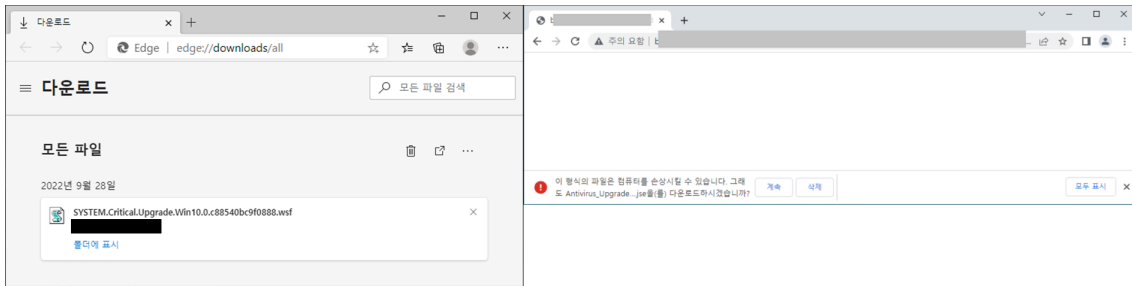 다운로드
Edge
edge://downloads/all
다운로드
모든 파일 검색
모든 파일
2022년 9월 28일
SYSTEM.Critical.Upgrade.Win10.0.c88540bc9f0888.wsf
폴더에 표시
주의 요함
이 형식의 파일은 컴퓨터를 손상시킬 수 있습니다. 그래
도 Antivirus_Upgrade....jse을(를) 다운로드하시겠습니까?
계속
삭제
모두 표시